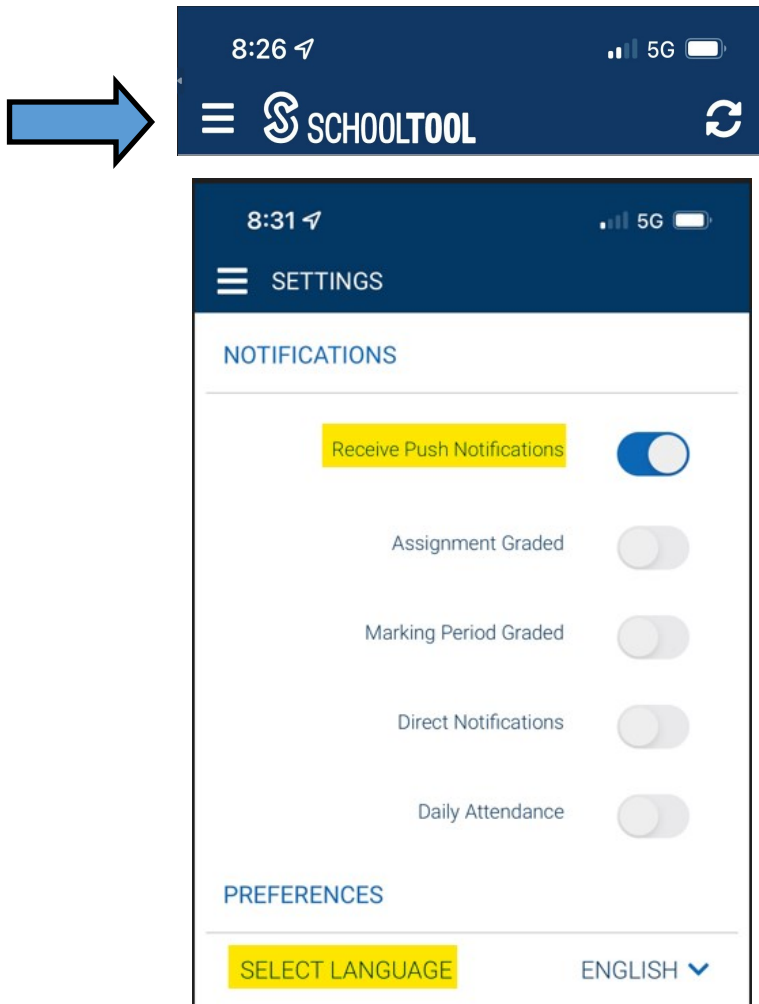 8:26 5G
SCHOOLTOOL
8:31 5G
SETTINGS
NOTIFICATIONS
Receive Push Notifications
Assignment Graded
Marking Period Graded
Direct Notifications
Daily Attendance
PREFERENCES
SELECT LANGUAGE ENGLISH